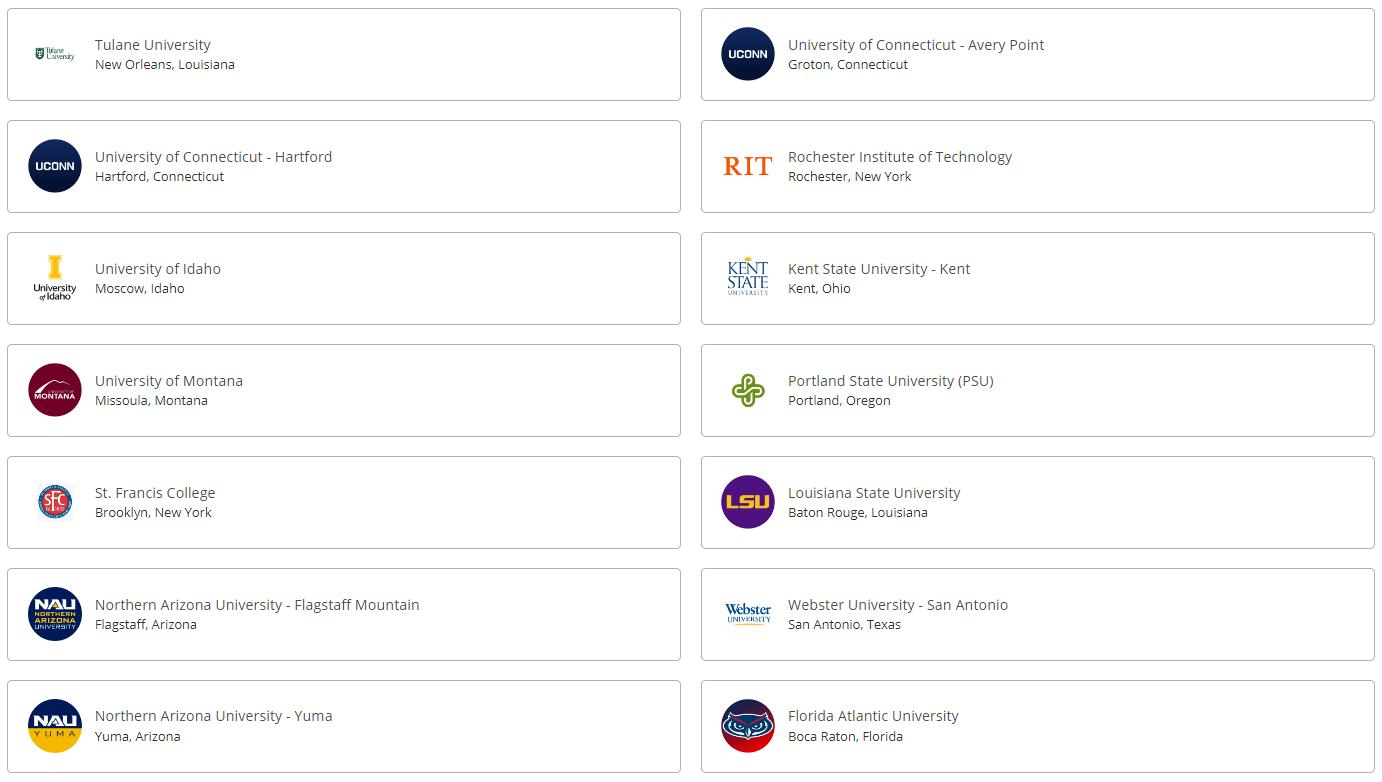 Tulane
University
Tulane University
New Orleans, Louisiana
UCONN
University of Connecticut - Avery Point
Groton, Connecticut
UCONN
University of Connecticut - Hartford
Hartford, Connecticut
RIT
Rochester Institute of Technology
Rochester, New York
I
University
of Idaho
University of Idaho
Moscow, Idaho
KENT
STATE
UNIVERSITY
Kent State University - Kent
Kent, Ohio
UNIVERSITY OF
MONTANA
University of Montana
Missoula, Montana
Portland State University (PSU)
Portland, Oregon
SFC
St. Francis College
Brooklyn, New York
LSU
Louisiana State University
Baton Rouge, Louisiana
NAU
NORTHERN
ARIZONA
UNIVERSITY
Northern Arizona University - Flagstaff Mountain
Flagstaff, Arizona
Webster
UNIVERSITY
Webster University - San Antonio
San Antonio, Texas
NAU
YUMA
Northern Arizona University - Yuma
Yuma, Arizona
Florida Atlantic University
Boca Raton, Florida